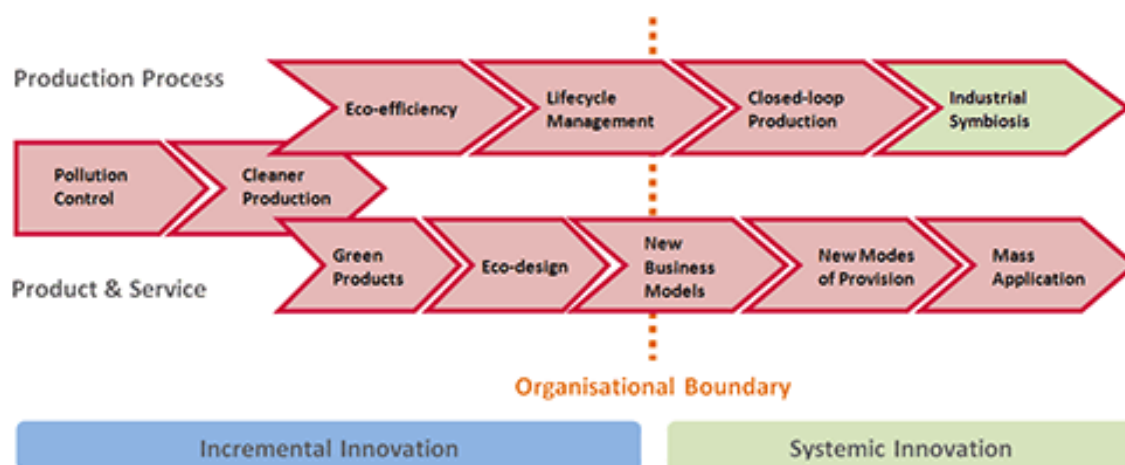 Production Process
Eco-efficiency
Lifecycle
Management
Closed-loop
Production
Industrial
Symbiosis
Pollution
Control
Cleaner
Production
Product & Service
Green
Products
Eco-design
New
Business
Models
New Modes
of Provision
Mass
Application
Organisational Boundary
Incremental Innovation
Systemic Innovation